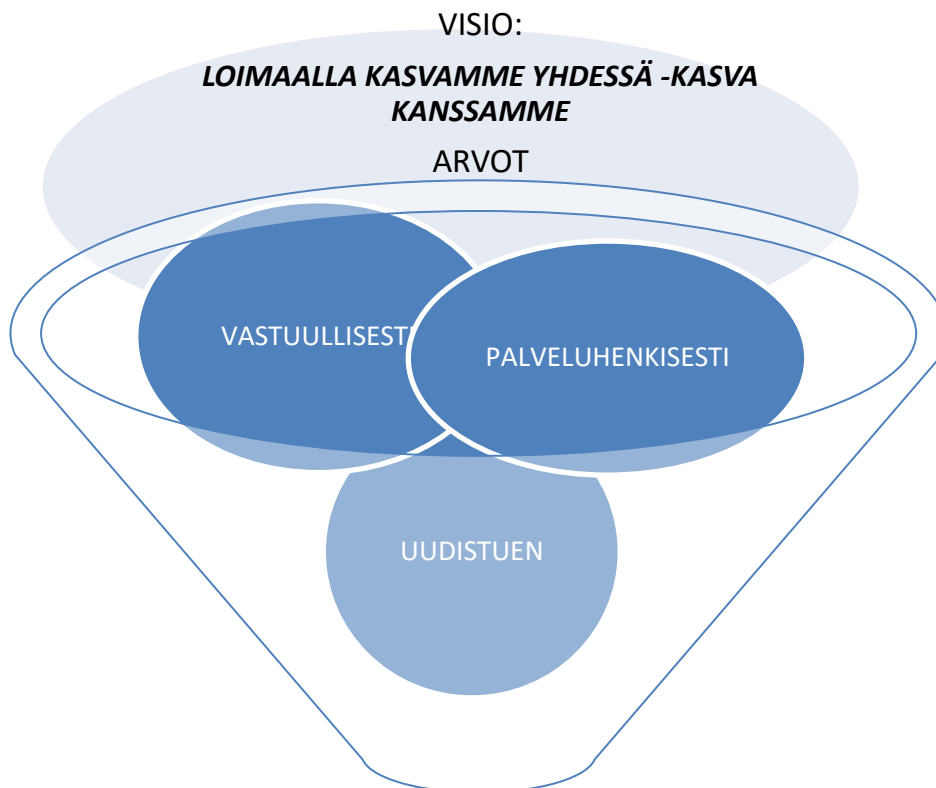 VISIO:
LOIMAALLA KASVAMME YHDESSÄ -KASVA
KANSSAMME
ARVOT
VASTUULLISESTI
PALVELUHENKISESTI
UUDISTUEN